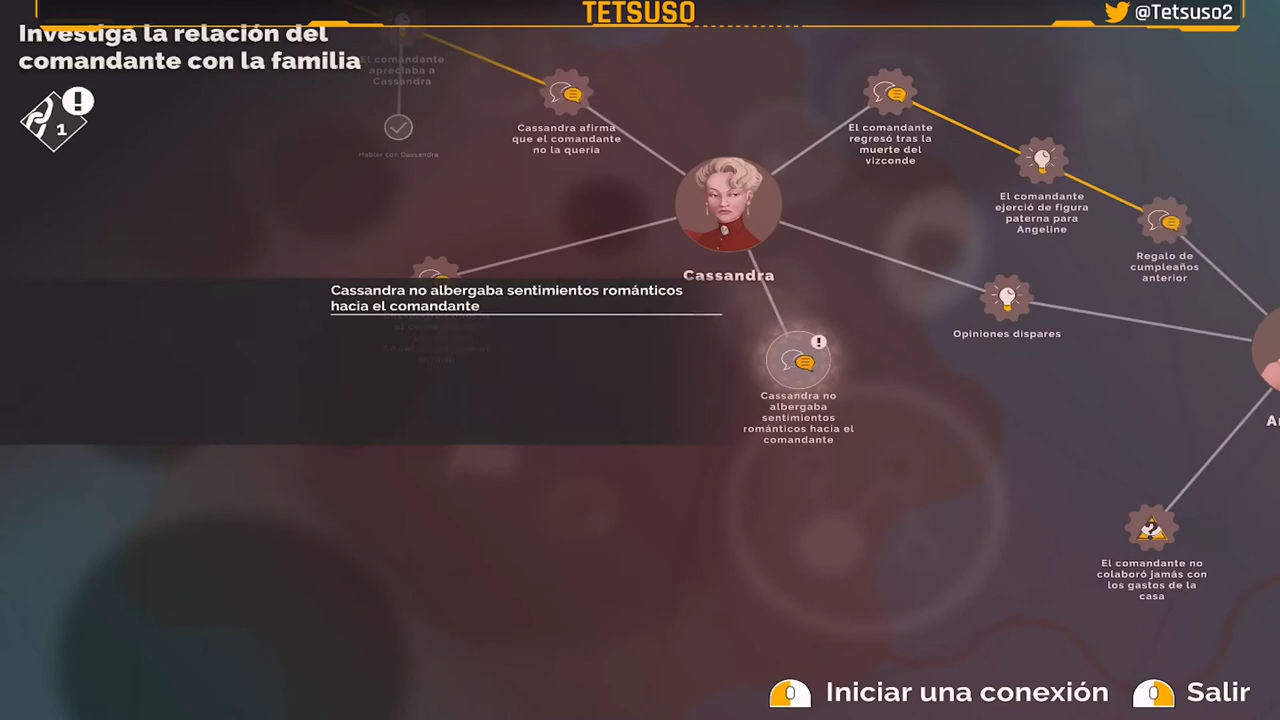 TETSUSO
@Tetsuso2
Investiga la relación del
comandante con la familia
1
El comandante
apreciaba a
Cassandra
Hablar con Cassandra
Cassandra afirma
que el comandante
no la quería
El comandante
regresó tras la
muerte del
vizconde
El comandante
ejerció de figura
paterna para
Angeline
Regalo de
cumpleaños
anterior
Cassandra
Cassandra no albergaba sentimientos románticos
hacia el comandante
Opiniones dispares
Cassandra no
albergaba
sentimientos
románticos hacia el
comandante
El comandante no
colaboró jamás con
los gastos de la
casa
Iniciar una conexión
Salir